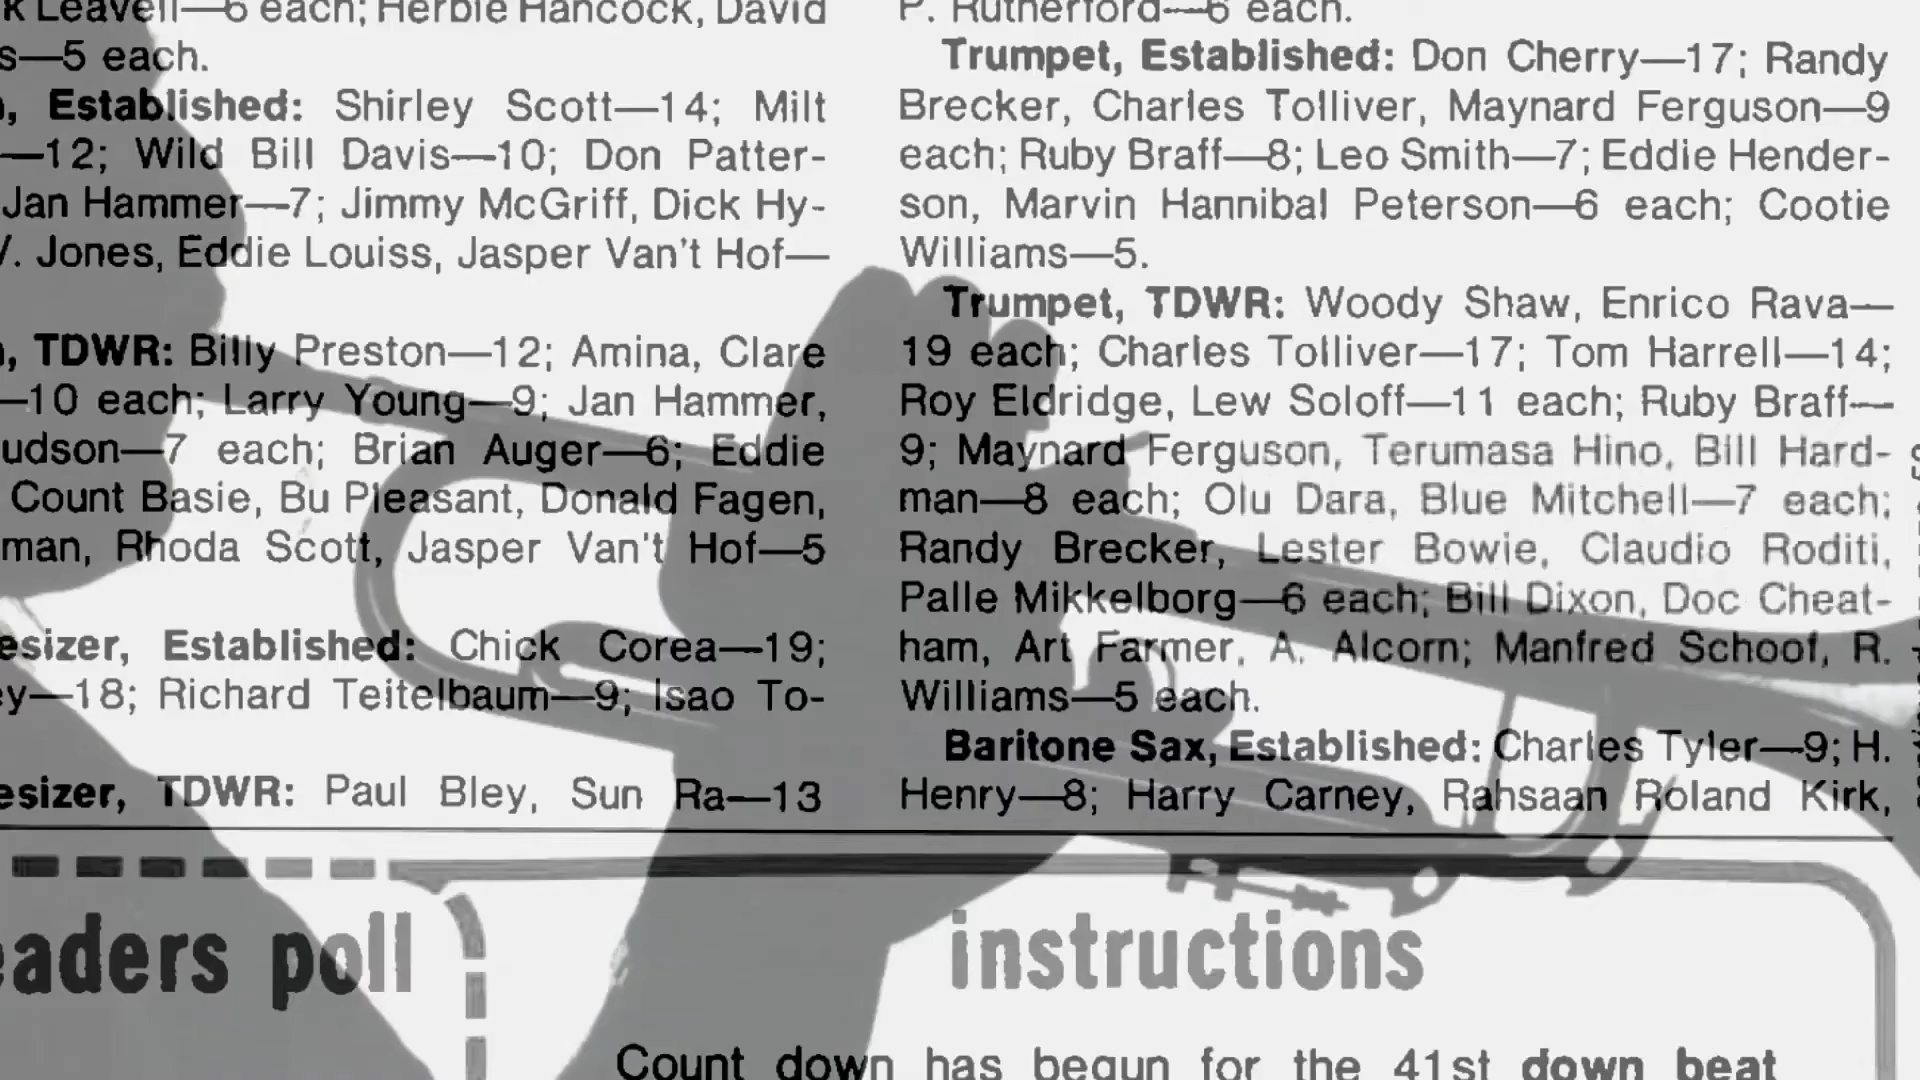 k Leavell—6 each; Herbie Hancock, David
s—5 each.
Established: Shirley Scott—14; Milt
—12; Wild Bill Davis—10; Don Patter-
Jan Hammer—7; Jimmy McGriff, Dick Hy-
V. Jones, Eddie Louiss, Jasper Van't Hof—
TDWR: Billy Preston—12; Amina, Clare
—10 each; Larry Young—9; Jan Hammer,
udson—7 each; Brian Auger—6; Eddie
Count Basie, Bu Pleasant, Donald Fagen,
man, Rhoda Scott, Jasper Van't Hof—5
esizer, Established: Chick Corea—19;
ey—18; Richard Teitelbaum—9; Isao To-
esizer, TDWR: Paul Bley, Sun Ra—13
P. Rutherford—6 each.
Trumpet, Established: Don Cherry—17; Randy
Brecker, Charles Tolliver, Maynard Ferguson—9
each; Ruby Braff—8; Leo Smith—7; Eddie Hender-
son, Marvin Hannibal Peterson—6 each; Cootie
Williams—5.
Trumpet, TDWR: Woody Shaw, Enrico Rava—
19 each; Charles Tolliver—17; Tom Harrell—14;
Roy Eldridge, Lew Soloff—11 each; Ruby Braff—
9; Maynard Ferguson, Terumasa Hino, Bill Hard-
man—8 each; Olu Dara, Blue Mitchell—7 each;
Randy Brecker, Lester Bowie, Claudio Roditi,
Palle Mikkelborg—6 each; Bill Dixon, Doc Cheat-
ham, Art Farmer, A. Alcorn; Manfred Schoof, R.
Williams—5 each.
Baritone Sax, Established: Charles Tyler—9; H.
Henry—8; Harry Carney, Rahsaan Roland Kirk,
eaders poll
instructions
Count down has begun for the 41st down beat